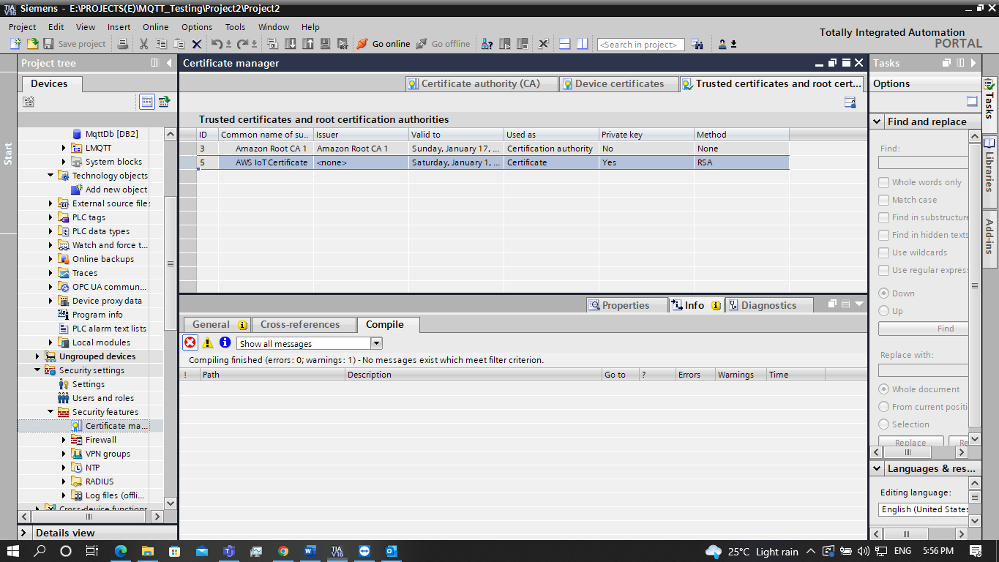 Siemens - E:\PROJECTS(E)\MQTT_Testing\Project2\Project2
Project Edit View Insert Online Options Tools Window Help
Totally Integrated Automation
PORTAL
Save project
Go online
Go offline
<Search in project>
Start
Project tree
Devices
MqttDb [DB2]
LMQTT
System blocks
Technology objects
Add new object
External source file
PLC tags
PLC data types
Watch and force t...
Online backups
Traces
OPC UA commun...
Device proxy data
Program info
PLC alarm text lists
Local modules
Ungrouped devices
Security settings
Settings
Users and roles
Security features
Certificate ma...
Firewall
VPN groups
NTP
RADIUS
Log files (offli...
Cross-device functions
Details view
Certificate manager
Certificate authority (CA)
Device certificates
Trusted certificates and root cert...
Trusted certificates and root certification authorities
ID Common name of su.. Issuer Valid to Used as Private key Method
3 Amazon Root CA 1 Amazon Root CA 1 Sunday, January 17, ... Certification authority No None
5 AWS IoT Certificate <none> Saturday, January 1, ... Certificate Yes RSA
Properties
Info
Diagnostics
General
Cross-references
Compile
Show all messages
Compiling finished (errors: 0; warnings: 1) - No messages exist which meet filter criterion.
! Path Description Go to ? Errors Warnings Time
Tasks
Options
Find and replace
Find:
Whole words only
Match case
Find in substructure
Find in hidden texts
Use wildcards
Use regular express
Down
Up
Find
Replace with:
Whole document
From current positi
Selection
Replace
Re
Languages & res...
Editing language:
English (United States
Tasks
Libraries
Add-ins
TIA
V16
25°C Light rain
ENG
5:56 PM